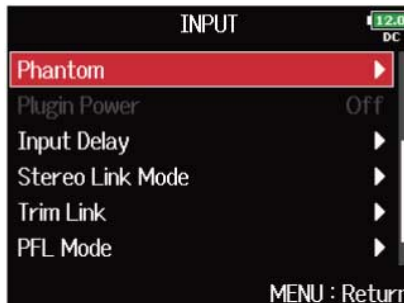 INPUT
12.0
DC
Phantom
Plugin Power Off
Input Delay
Stereo Link Mode
Trim Link
PFL Mode
MENU : Return